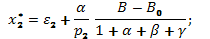 x₂* = ε₂ + α/p₂ (B − B₀)/(1 + α + β + γ);